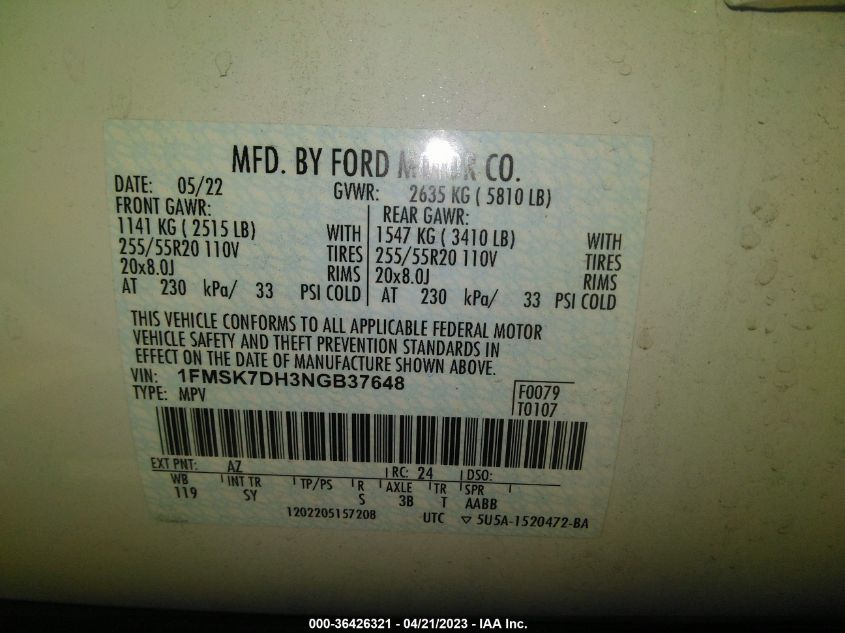 MFD. BY FORD MOTOR CO.
DATE: 05/22 GVWR: 2635 KG ( 5810 LB)
FRONT GAWR: REAR GAWR:
1141 KG ( 2515 LB) WITH 1547 KG ( 3410 LB) WITH
255/55R20 110V TIRES 255/55R20 110V TIRES
20x8.0J RIMS 20x8.0J RIMS
AT 230 kPa/ 33 PSI COLD AT 230 kPa/ 33 PSI COLD
THIS VEHICLE CONFORMS TO ALL APPLICABLE FEDERAL MOTOR
VEHICLE SAFETY AND THEFT PREVENTION STANDARDS IN
EFFECT ON THE DATE OF MANUFACTURE SHOWN ABOVE.
VIN: 1FMSK7DH3NGB37648 F0079
TYPE: MPV T0107
EXT PNT: AZ RC: 24 DSO:
WB INT TR TP/PS R AXLE TR SPR
119 SY S 3B T AABB
1202205157208 UTC ▽ 5U5A-1520472-BA
000-36426321 - 04/21/2023 - IAA Inc.